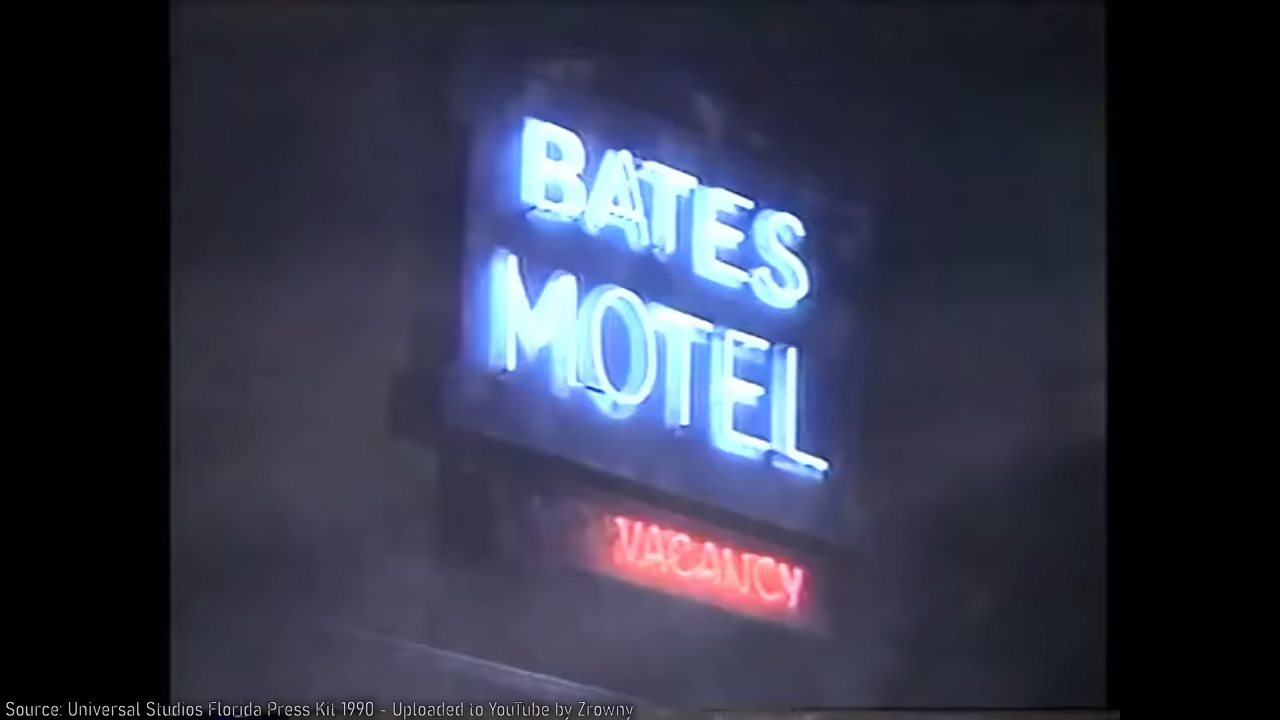 BATES
MOTEL
VACANCY
Source: Universal Studios Florida Press Kit 1990 - Uploaded to YouTube by Zrowny